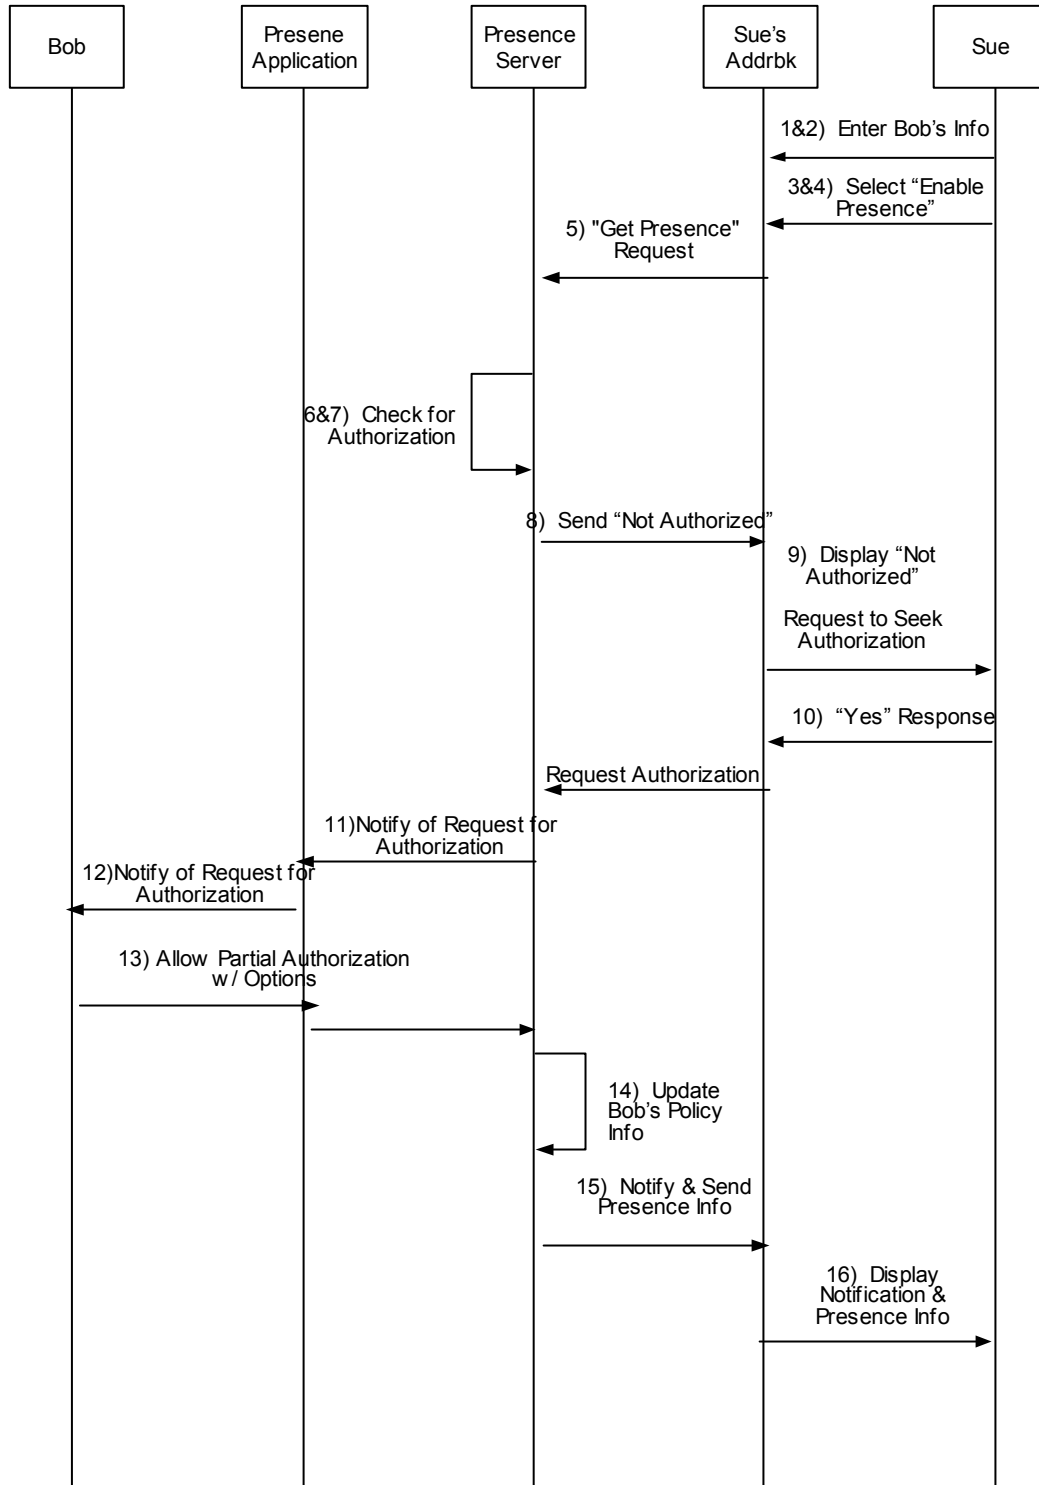 Bob
Presene
Application
Presence
Server
Sue's
Addrbk
Sue
1&2) Enter Bob's Info
3&4) Select “Enable
Presence”
5) "Get Presence"
Request
6&7) Check for
Authorization
8) Send “Not Authorized”
9) Display “Not
Authorized”
Request to Seek
Authorization
10) “Yes” Response
Request Authorization
11)Notify of Request for
Authorization
12)Notify of Request for
Authorization
13) Allow Partial Authorization
w/ Options
14) Update
Bob's Policy
Info
15) Notify & Send
Presence Info
16) Display
Notification &
Presence Info